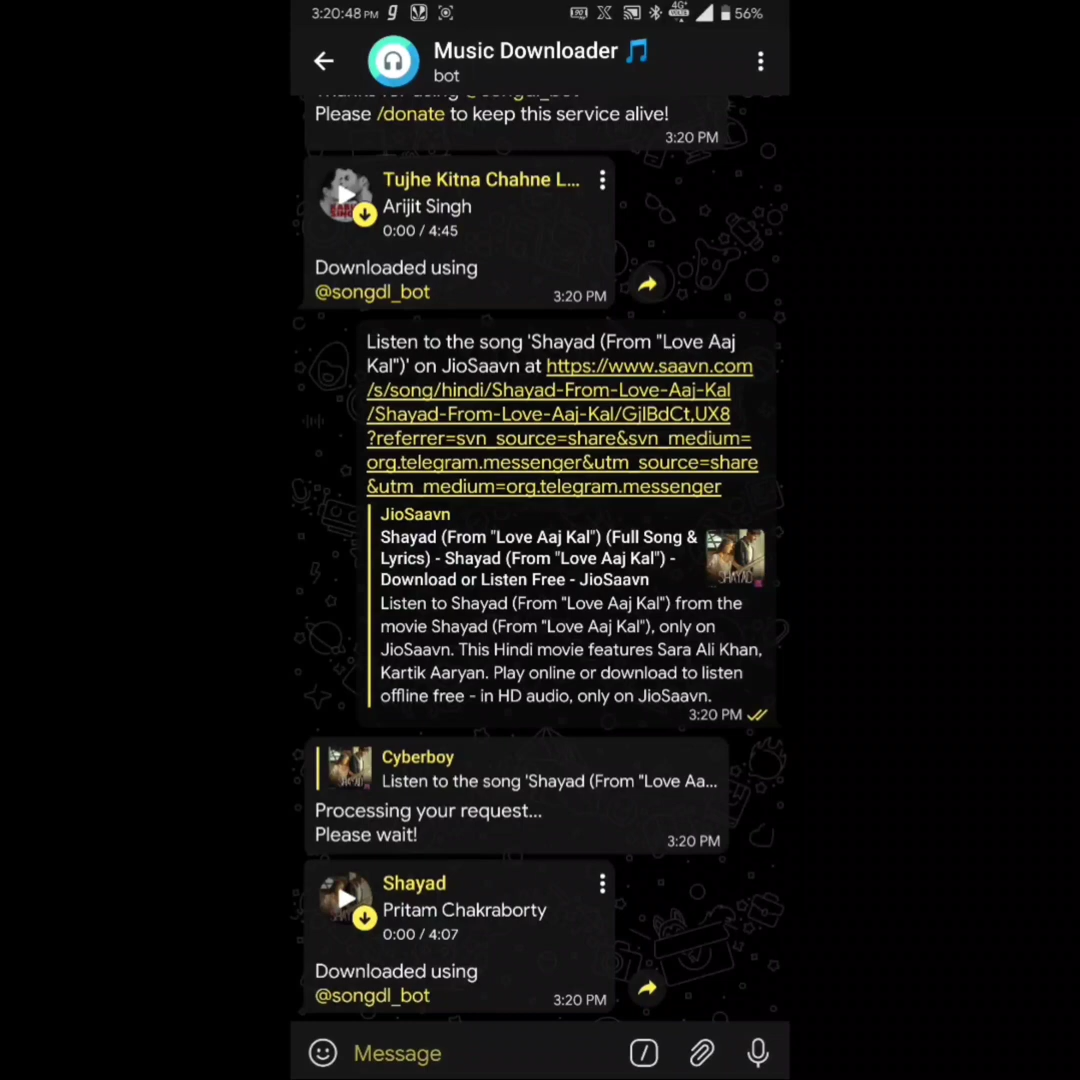 3:20:48 PM
4G+
56%
Music Downloader
bot
Please /donate to keep this service alive!
3:20 PM
Tujhe Kitna Chahne L...
Arijit Singh
0:00 / 4:45
Downloaded using
@songdl_bot
3:20 PM
Listen to the song 'Shayad (From "Love Aaj
Kal")' on JioSaavn at https://www.saavn.com
/s/song/hindi/Shayad-From-Love-Aaj-Kal
/Shayad-From-Love-Aaj-Kal/GjIBdCt,UX8
?referrer=svn_source=share&svn_medium=
org.telegram.messenger&utm_source=share
&utm_medium=org.telegram.messenger
JioSaavn
Shayad (From "Love Aaj Kal") (Full Song &
Lyrics) - Shayad (From "Love Aaj Kal") -
Download or Listen Free - JioSaavn
SHAYAD
Listen to Shayad (From "Love Aaj Kal") from the
movie Shayad (From "Love Aaj Kal"), only on
JioSaavn. This Hindi movie features Sara Ali Khan,
Kartik Aaryan. Play online or download to listen
offline free - in HD audio, only on JioSaavn.
3:20 PM
Cyberboy
Listen to the song 'Shayad (From "Love Aa...
Processing your request...
Please wait!
3:20 PM
Shayad
Pritam Chakraborty
0:00 / 4:07
Downloaded using
@songdl_bot
3:20 PM
Message